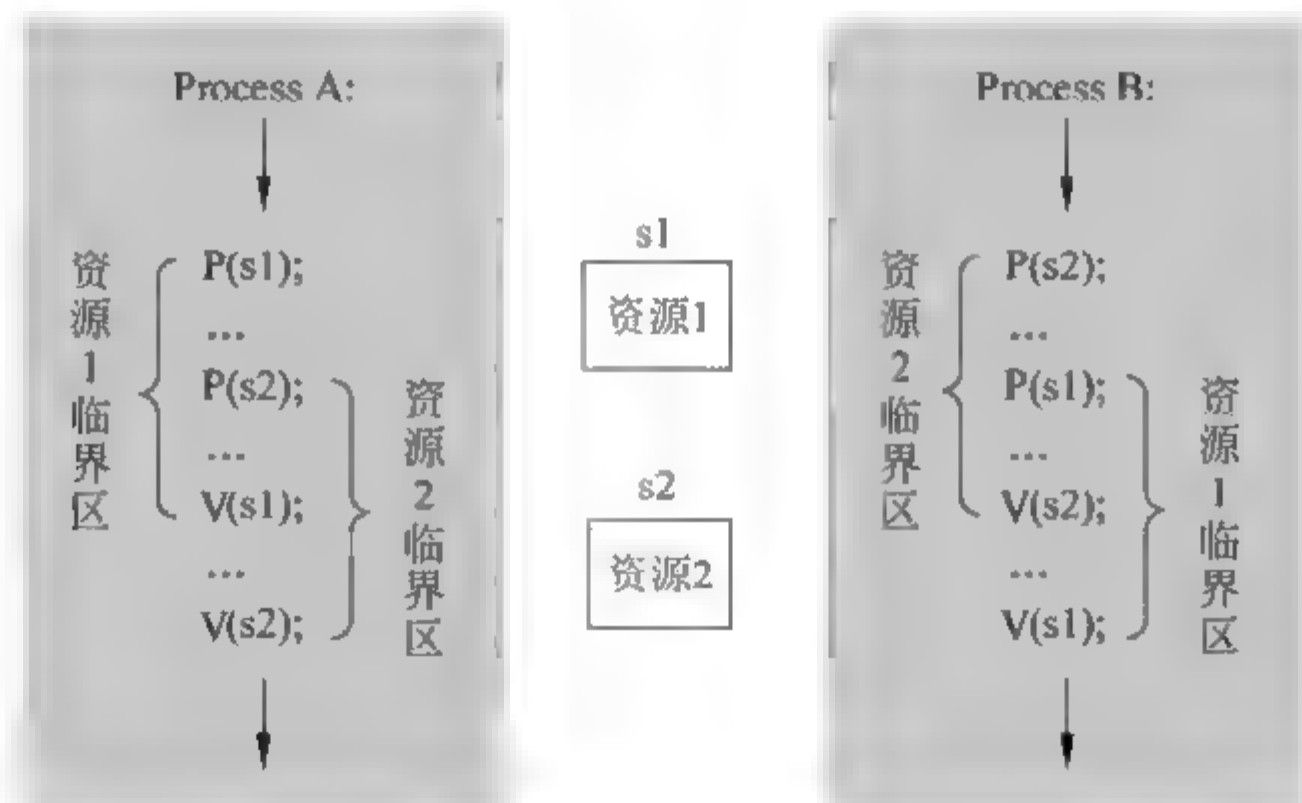 Process A:
资源1临界区
P(s1);
...
P(s2);
...
V(s1);
...
V(s2);
资源2临界区
s1
资源1
s2
资源2
Process B:
资源2临界区
P(s2);
...
P(s1);
...
V(s2);
...
V(s1);
资源1临界区